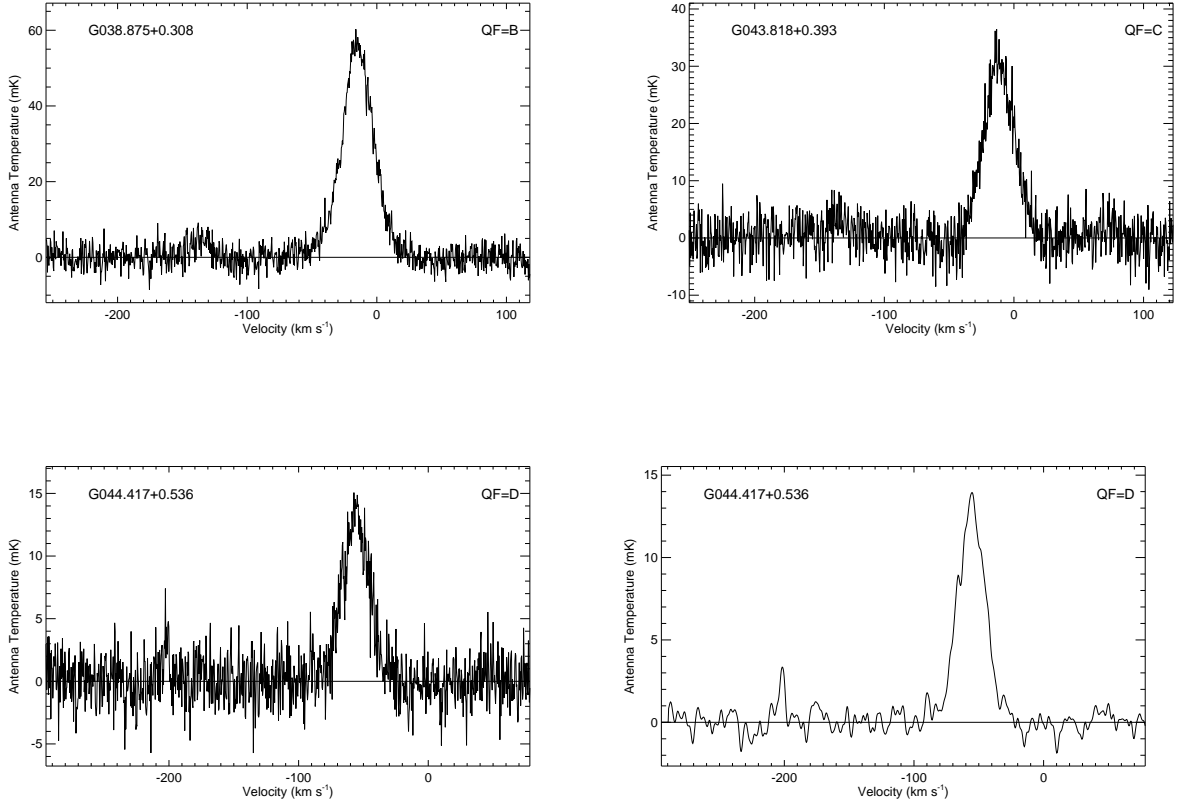 G038.875+0.308
QF=B
60
40
20
0
Antenna Temperature (mK)
-200
-100
0
100
Velocity (km s-1)
G043.818+0.393
QF=C
40
30
20
10
0
-10
Antenna Temperature (mK)
-200
-100
0
Velocity (km s-1)
G044.417+0.536
QF=D
15
10
5
0
-5
Antenna Temperature (mK)
-200
-100
0
Velocity (km s-1)
G044.417+0.536
QF=D
15
10
5
0
Antenna Temperature (mK)
-200
-100
0
Velocity (km s-1)